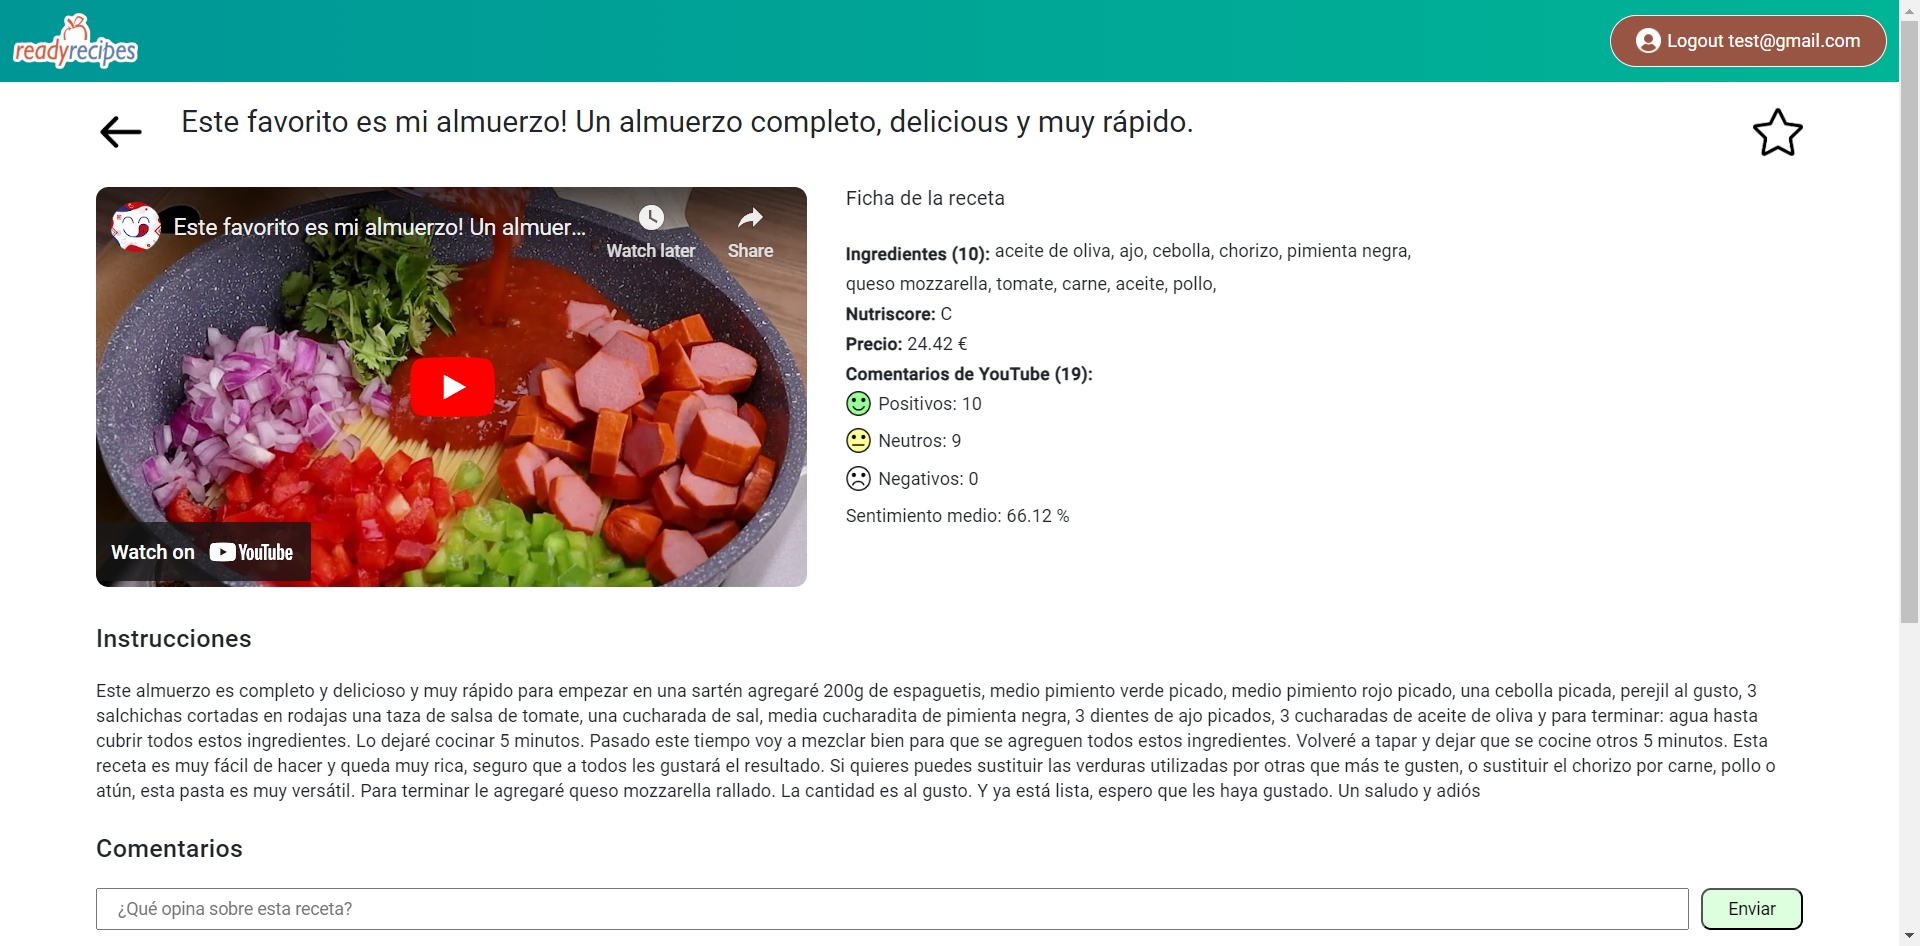 readyrecipes
Logout test@gmail.com
Este favorito es mi almuerzo! Un almuerzo completo, delicious y muy rápido.
Este favorito es mi almuerzo! Un almuer...
Watch later
Share
Watch on YouTube
Ficha de la receta
Ingredientes (10): aceite de oliva, ajo, cebolla, chorizo, pimienta negra,
queso mozzarella, tomate, carne, aceite, pollo,
Nutriscore: C
Precio: 24.42 €
Comentarios de YouTube (19):
Positivos: 10
Neutros: 9
Negativos: 0
Sentimiento medio: 66.12 %
Instrucciones
Este almuerzo es completo y delicioso y muy rápido para empezar en una sartén agregaré 200g de espaguetis, medio pimiento verde picado, medio pimiento rojo picado, una cebolla picada, perejil al gusto, 3
salchichas cortadas en rodajas una taza de salsa de tomate, una cucharada de sal, media cucharadita de pimienta negra, 3 dientes de ajo picados, 3 cucharadas de aceite de oliva y para terminar: agua hasta
cubrir todos estos ingredientes. Lo dejaré cocinar 5 minutos. Pasado este tiempo voy a mezclar bien para que se agreguen todos estos ingredientes. Volveré a tapar y dejar que se cocine otros 5 minutos. Esta
receta es muy fácil de hacer y queda muy rica, seguro que a todos les gustará el resultado. Si quieres puedes sustituir las verduras utilizadas por otras que más te gusten, o sustituir el chorizo por carne, pollo o
atún, esta pasta es muy versátil. Para terminar le agregaré queso mozzarella rallado. La cantidad es al gusto. Y ya está lista, espero que les haya gustado. Un saludo y adiós
Comentarios
¿Qué opina sobre esta receta?
Enviar